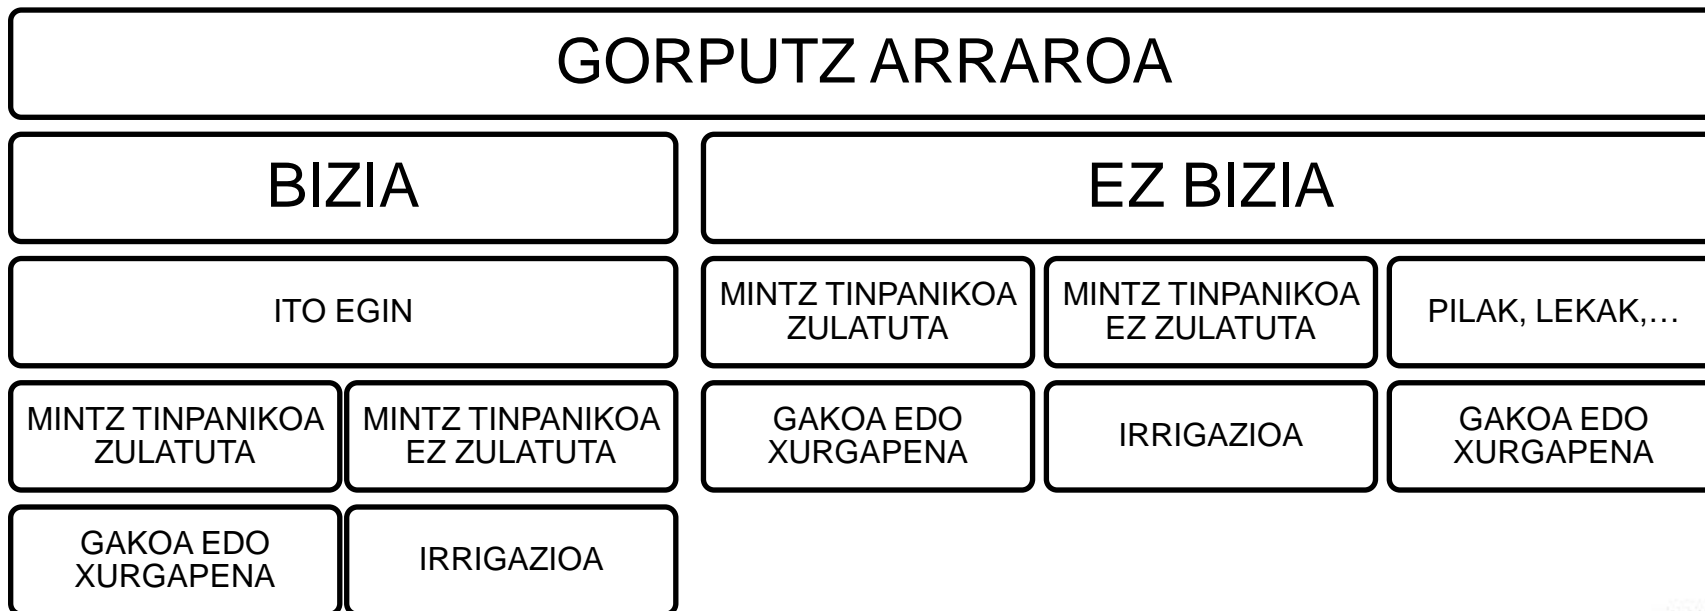 GORPUTZ ARRAROA
BIZIA
EZ BIZIA
ITO EGIN
MINTZ TINPANIKOA
ZULATUTA
MINTZ TINPANIKOA
EZ ZULATUTA
PILAK, LEKAK,…
MINTZ TINPANIKOA
ZULATUTA
MINTZ TINPANIKOA
EZ ZULATUTA
GAKOA EDO
XURGAPENA
IRRIGAZIOA
GAKOA EDO
XURGAPENA
GAKOA EDO
XURGAPENA
IRRIGAZIOA